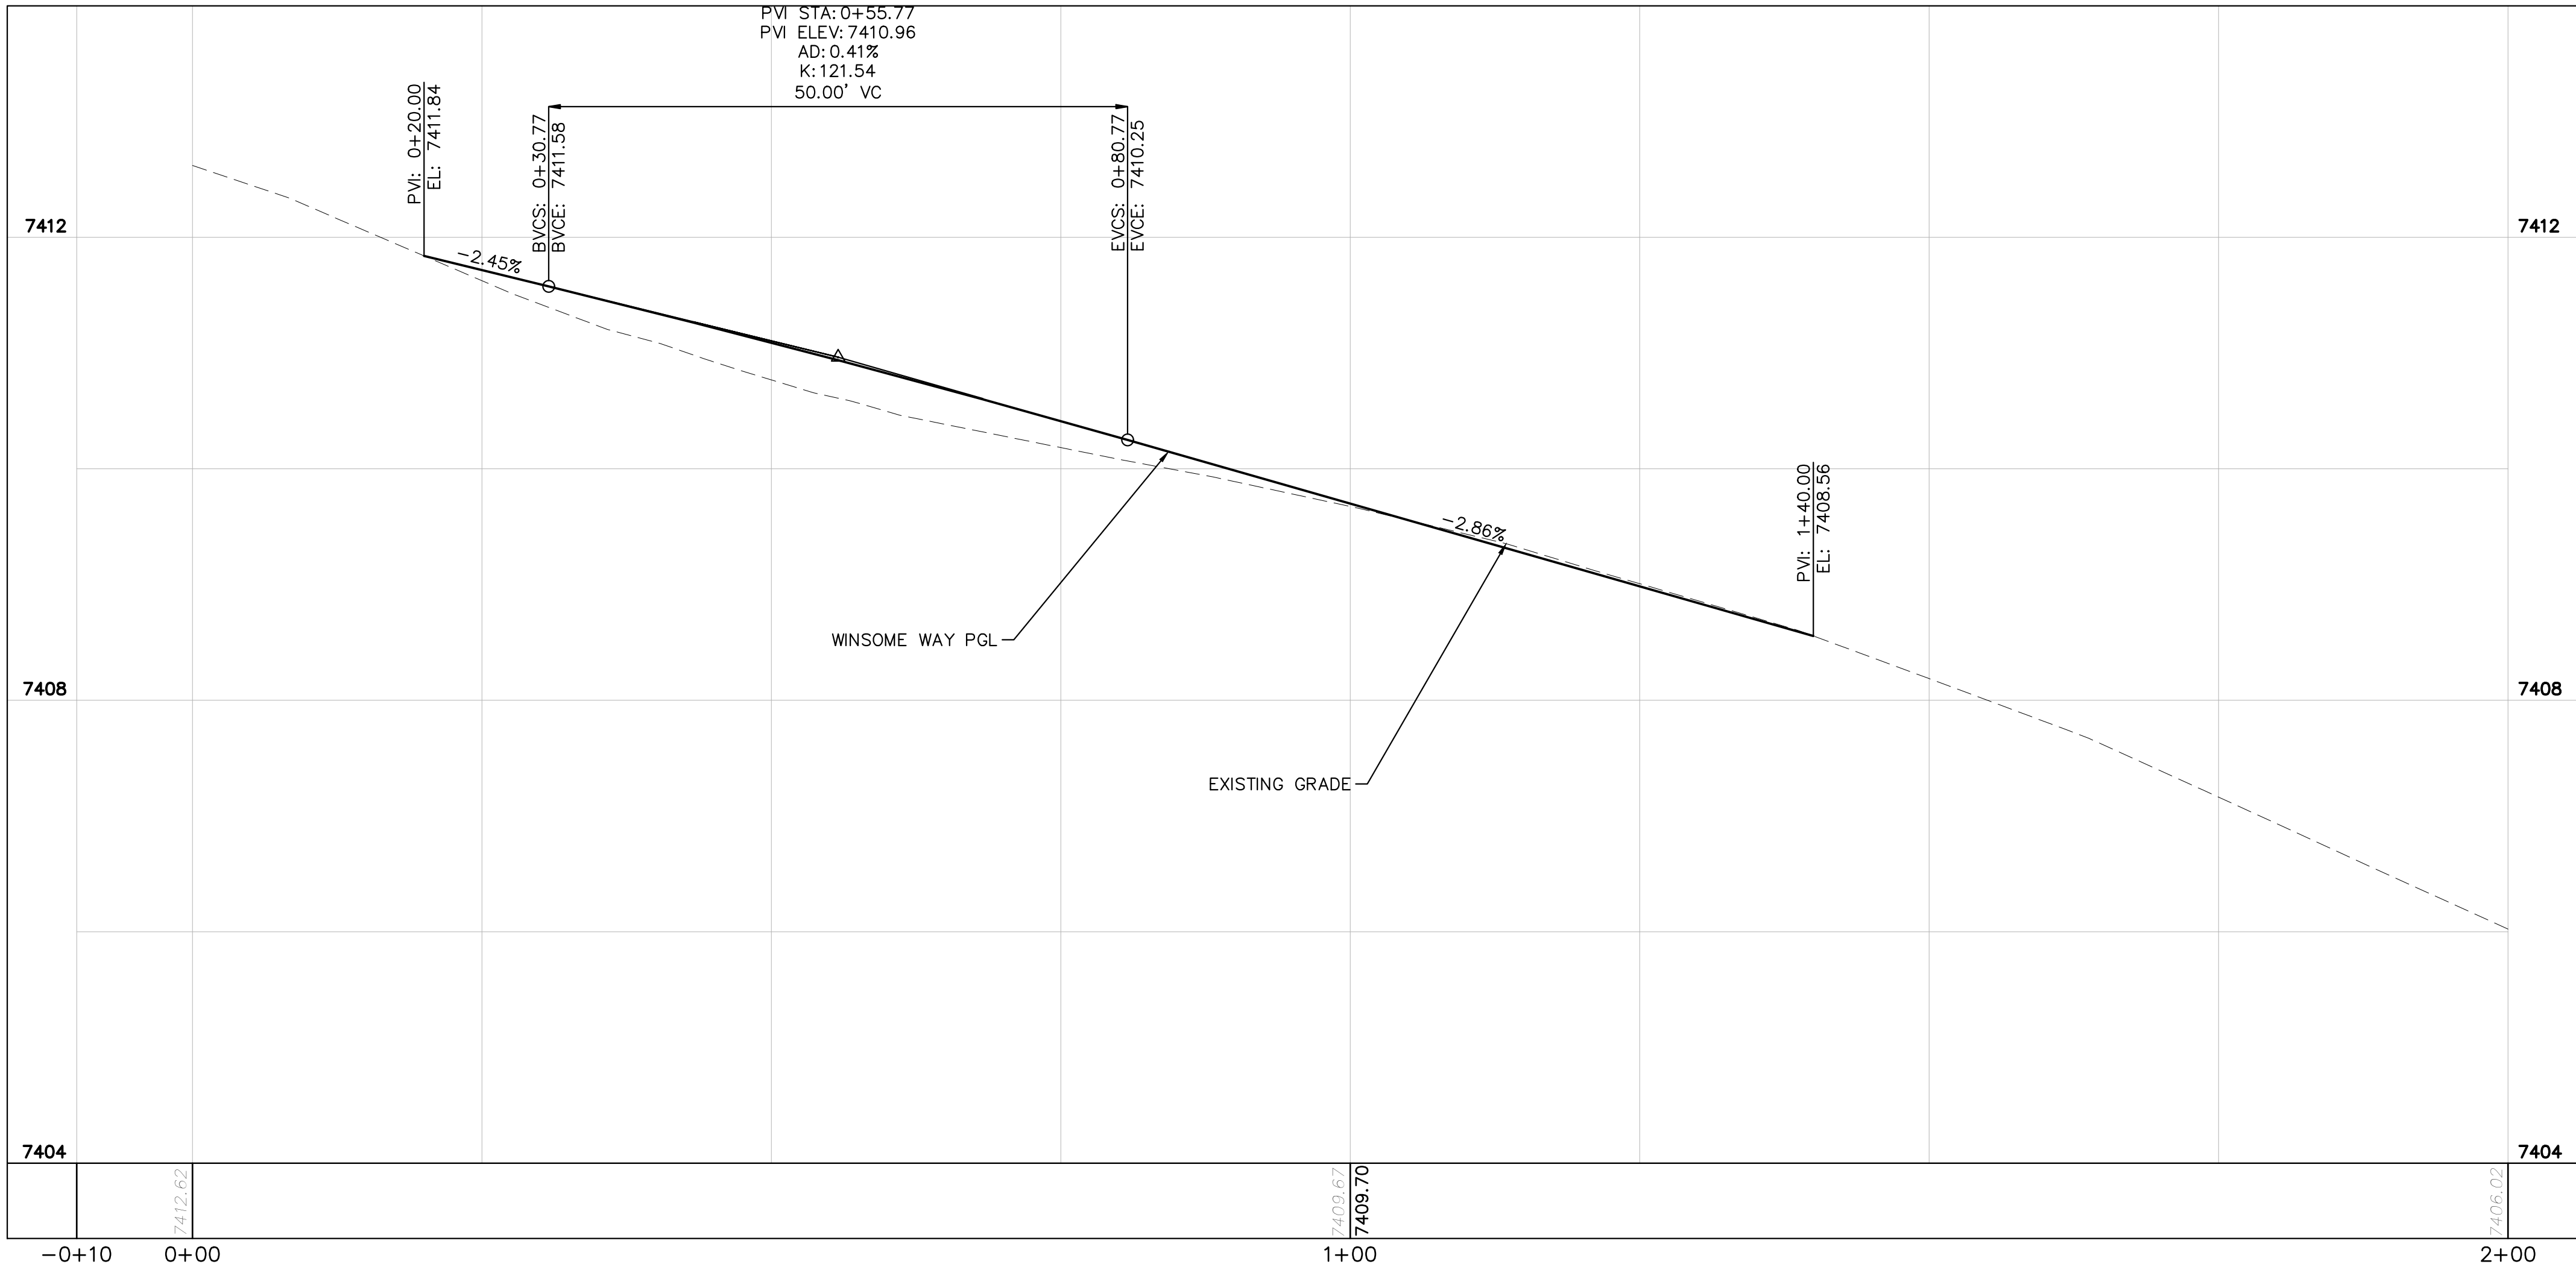 PVI STA: 0+55.77
PVI ELEV: 7410.96
AD: 0.41%
K: 121.54
50.00' VC
PVI: 0+20.00
EL: 7411.84
BVCS: 0+30.77
BVCE: 7411.58
EVCS: 0+80.77
EVCE: 7410.25
7412
7412
-2.45%
PVI: 1+40.00
EL: 7408.56
-2.86%
WINSOME WAY PGL
7408
7408
EXISTING GRADE
7404
7404
7412.62
7409.67
7409.70
7406.02
-0+10
0+00
1+00
2+00